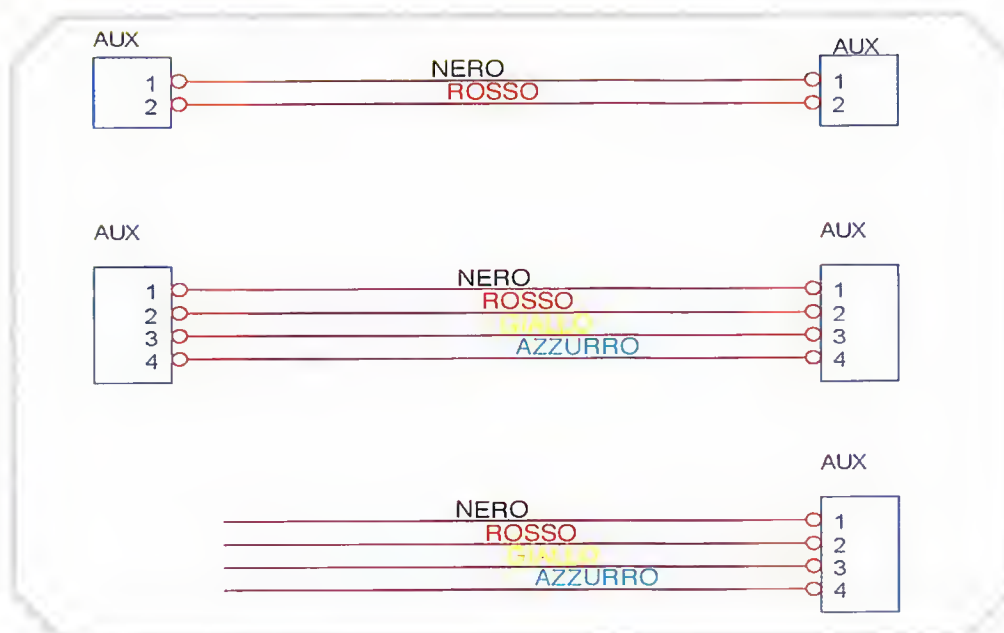 AUX AUX
1 NERO 1
2 ROSSO 2
AUX AUX
1 NERO 1
2 ROSSO 2
3 GIALLO 3
4 AZZURRO 4
AUX
NERO 1
ROSSO 2
GIALLO 3
AZZURRO 4